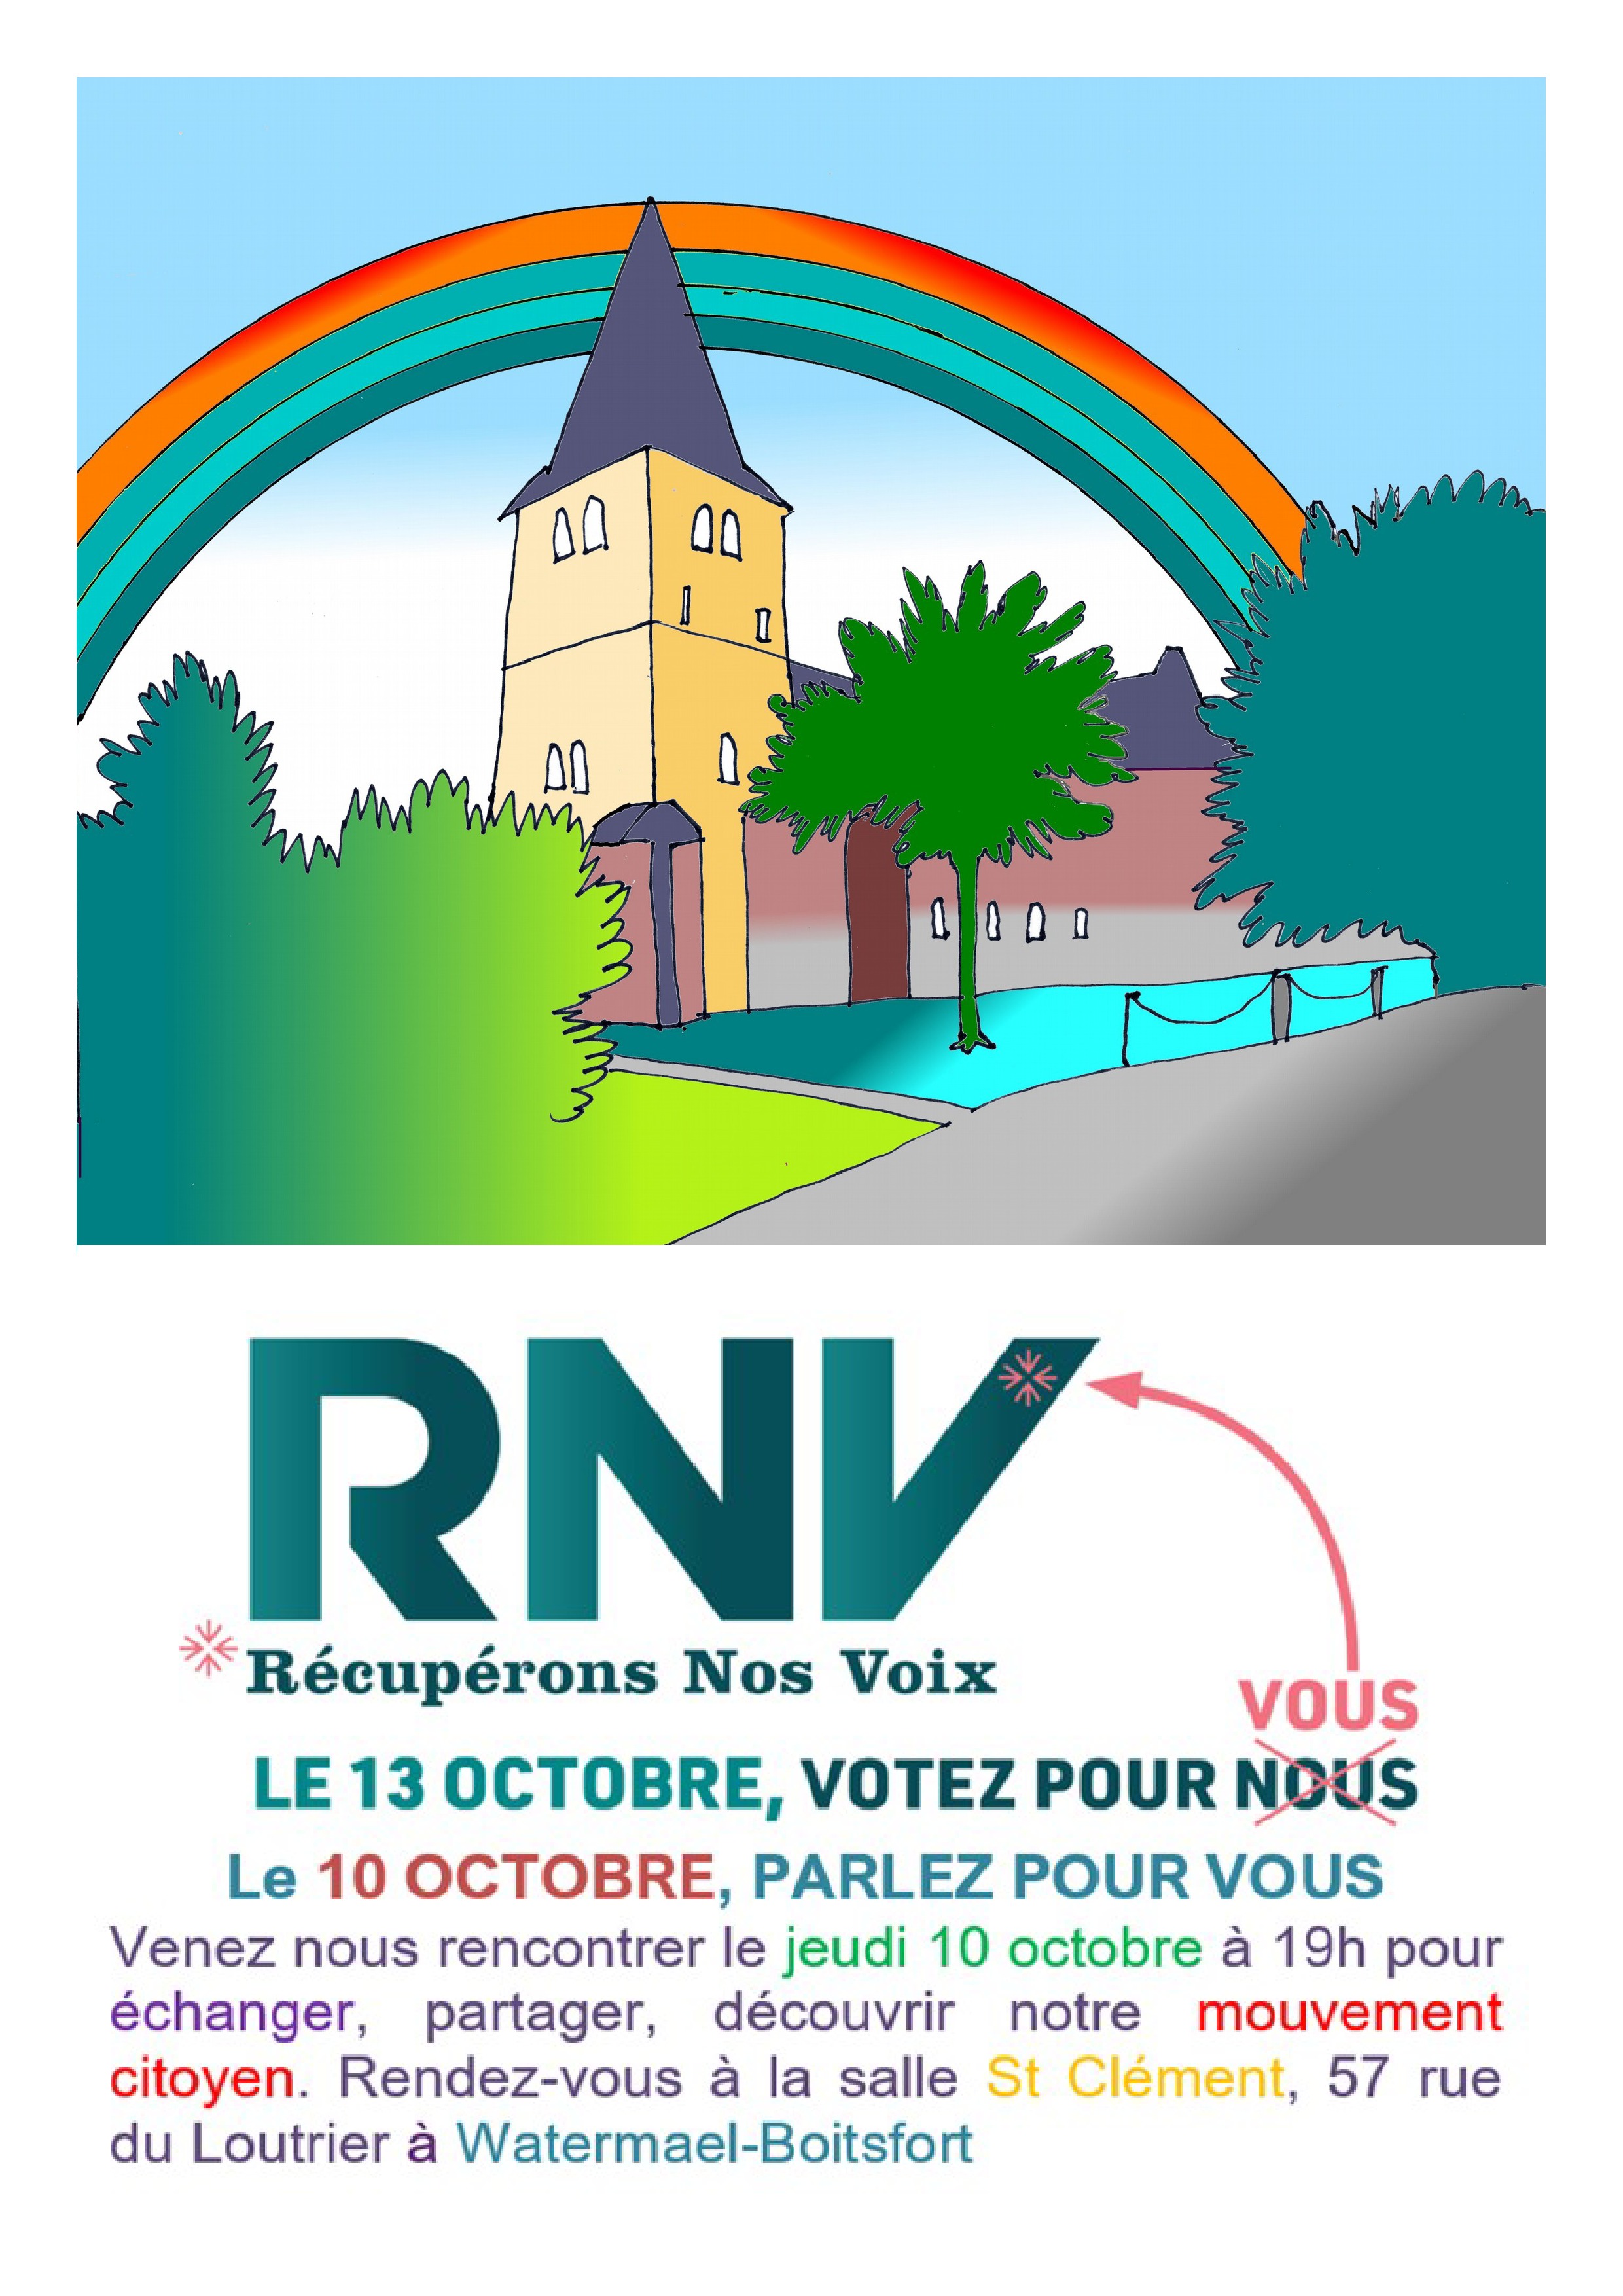 RNV
Récupérons Nos Voix
VOUS
LE 13 OCTOBRE, VOTEZ POUR NOUS
Le 10 OCTOBRE, PARLEZ POUR VOUS
Venez nous rencontrer le jeudi 10 octobre à 19h pour
échanger, partager, découvrir notre mouvement
citoyen. Rendez-vous à la salle St Clément, 57 rue
du Loutrier à Watermael-Boitsfort